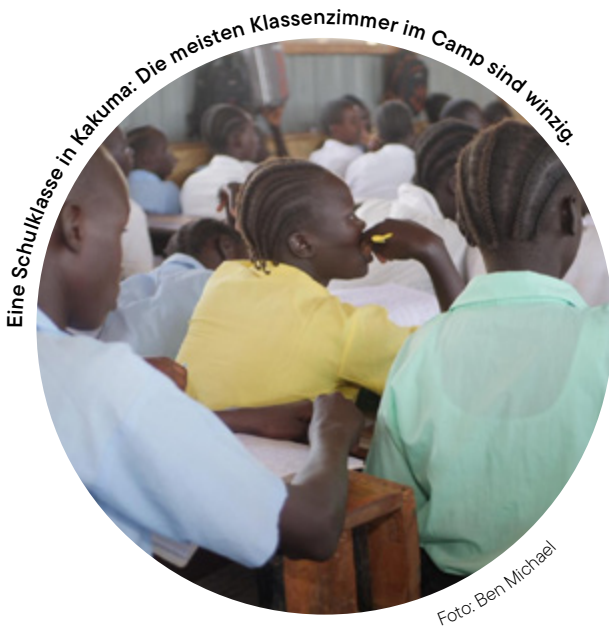 Eine Schulklasse in Kakuma: Die meisten Klassenzimmer im Camp sind winzig.
Foto: Ben Michael